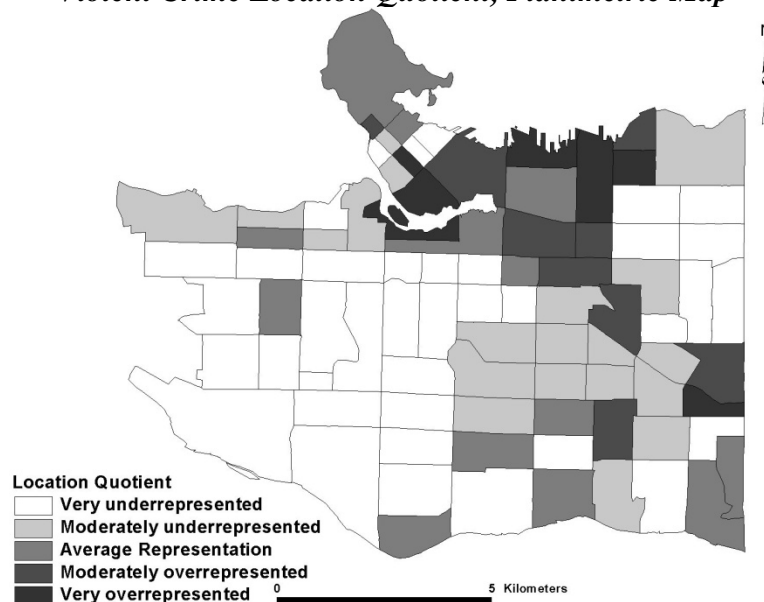 Violent Crime Location Quotient, Planimetric Map
Location Quotient
Very underrepresented
Moderately underrepresented
Average Representation
Moderately overrepresented
Very overrepresented
0 5 Kilometers